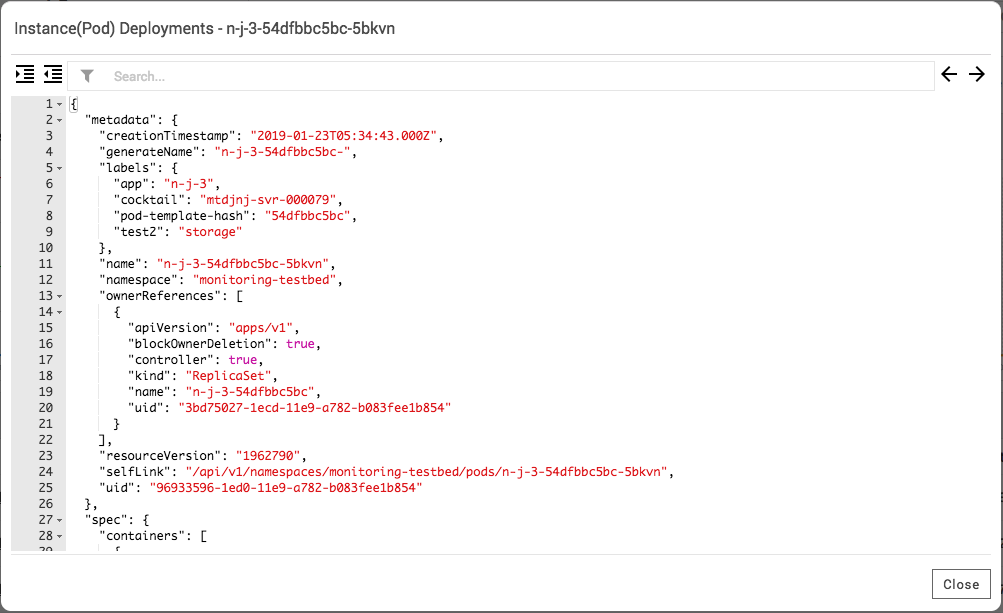 Instance(Pod) Deployments - n-j-3-54dfbbc5bc-5bkvn
Search...
1 {
2 "metadata": {
3 "creationTimestamp": "2019-01-23T05:34:43.000Z",
4 "generateName": "n-j-3-54dfbbc5bc-",
5 "labels": {
6 "app": "n-j-3",
7 "cocktail": "mtdjnj-svr-000079",
8 "pod-template-hash": "54dfbbc5bc",
9 "test2": "storage"
10 },
11 "name": "n-j-3-54dfbbc5bc-5bkvn",
12 "namespace": "monitoring-testbed",
13 "ownerReferences": [
14 {
15 "apiVersion": "apps/v1",
16 "blockOwnerDeletion": true,
17 "controller": true,
18 "kind": "ReplicaSet",
19 "name": "n-j-3-54dfbbc5bc",
20 "uid": "3bd75027-1ecd-11e9-a782-b083fee1b854"
21 }
22 ],
23 "resourceVersion": "1962790",
24 "selfLink": "/api/v1/namespaces/monitoring-testbed/pods/n-j-3-54dfbbc5bc-5bkvn",
25 "uid": "96933596-1ed0-11e9-a782-b083fee1b854"
26 },
27 "spec": {
28 "containers": [
29 {
Close